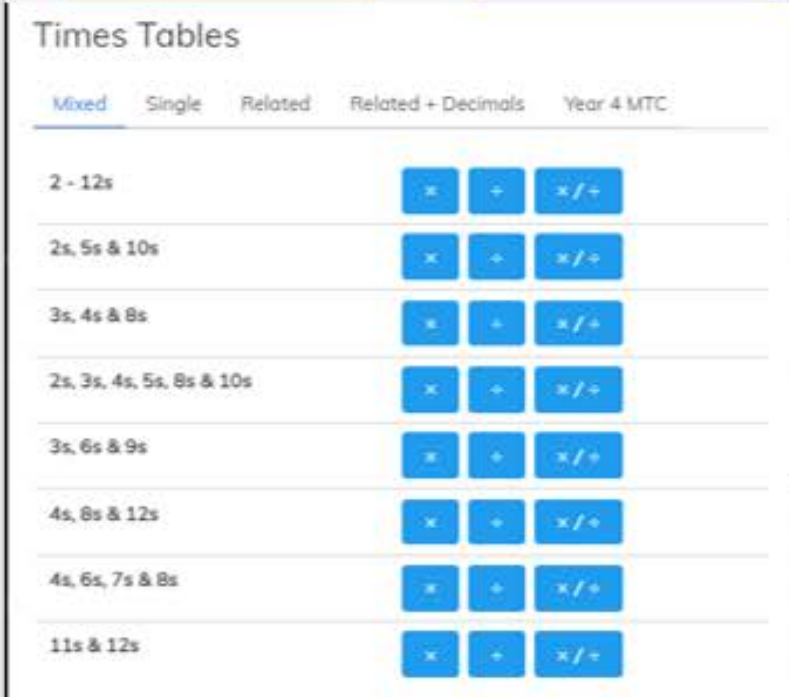 Times Tables
Mixed Single Related Related + Decimals Year 4 MTC
2 - 12s × ÷ ×/÷
2s, 5s & 10s × ÷ ×/÷
3s, 4s & 8s × ÷ ×/÷
2s, 3s, 4s, 5s, 8s & 10s × ÷ ×/÷
3s, 6s & 9s × ÷ ×/÷
4s, 8s & 12s × ÷ ×/÷
4s, 6s, 7s & 8s × ÷ ×/÷
11s & 12s × ÷ ×/÷